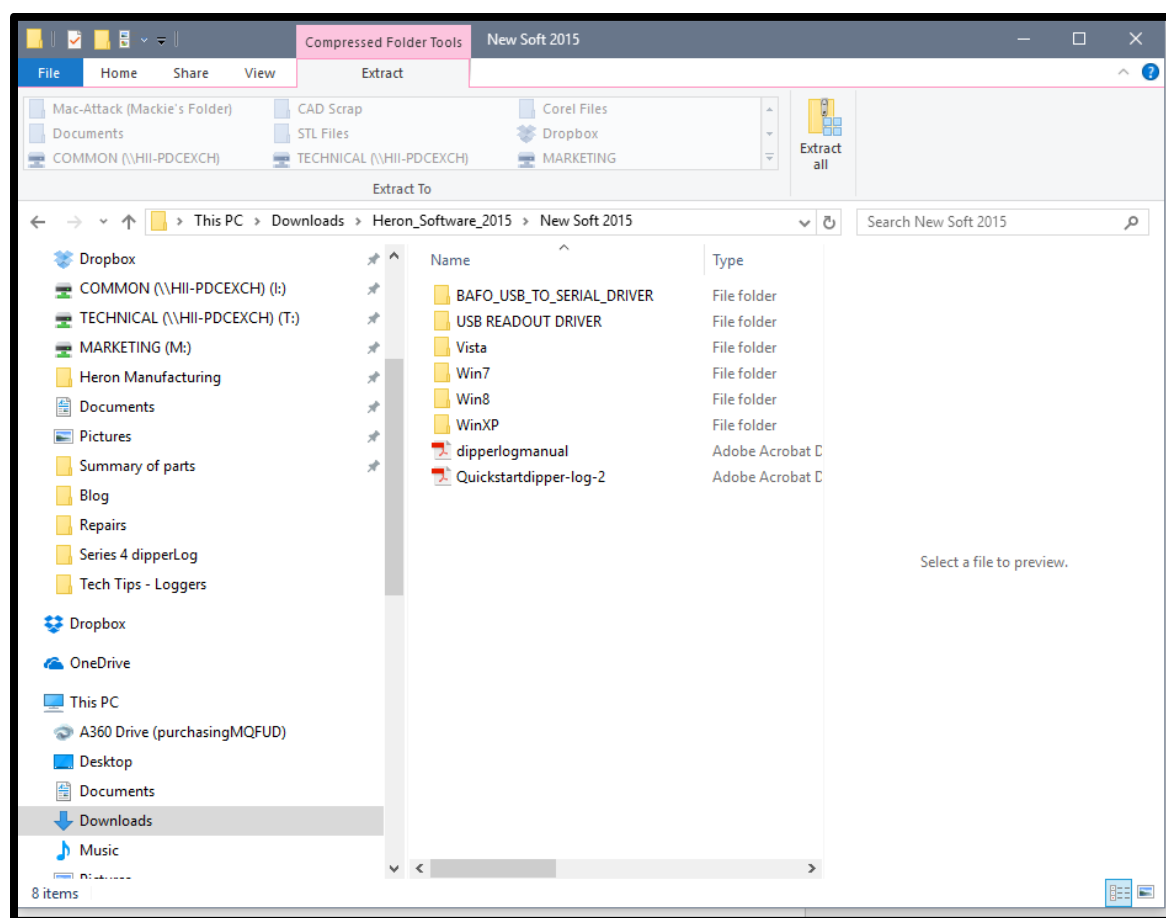 Compressed Folder Tools New Soft 2015
File Home Share View Extract
Mac-Attack (Mackie's Folder) CAD Scrap Corel Files
Documents STL Files Dropbox
COMMON (\\HII-PDCEXCH) TECHNICAL (\\HII-PDCEXCH) MARKETING
Extract all
Extract To
This PC > Downloads > Heron_Software_2015 > New Soft 2015
Search New Soft 2015
Name Type
Dropbox
COMMON (\\HII-PDCEXCH) (I:)
TECHNICAL (\\HII-PDCEXCH) (T:)
MARKETING (M:)
Heron Manufacturing
Documents
Pictures
Summary of parts
Blog
Repairs
Series 4 dipperLog
Tech Tips - Loggers
Dropbox
OneDrive
This PC
A360 Drive (purchasingMQFUD)
Desktop
Documents
Downloads
Music
BAFO_USB_TO_SERIAL_DRIVER File folder
USB READOUT DRIVER File folder
Vista File folder
Win7 File folder
Win8 File folder
WinXP File folder
dipperlogmanual Adobe Acrobat D
Quickstartdipper-log-2 Adobe Acrobat D
Select a file to preview.
8 items